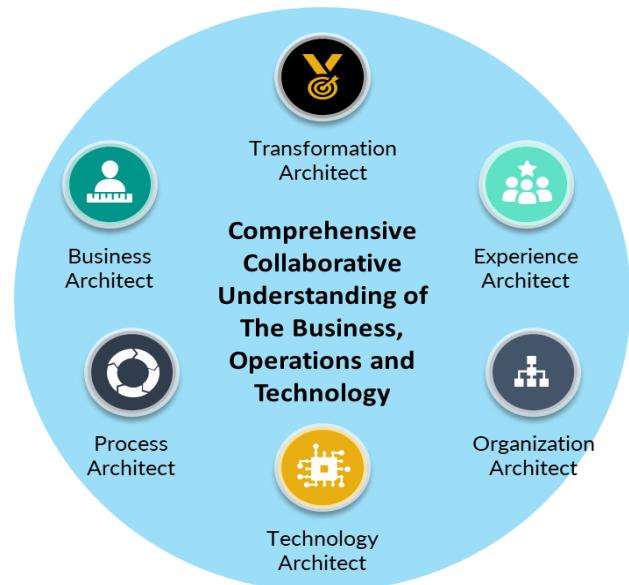 Transformation
Architect
Business
Architect
Comprehensive
Collaborative
Understanding of
The Business,
Operations and
Technology
Experience
Architect
Process
Architect
Organization
Architect
Technology
Architect